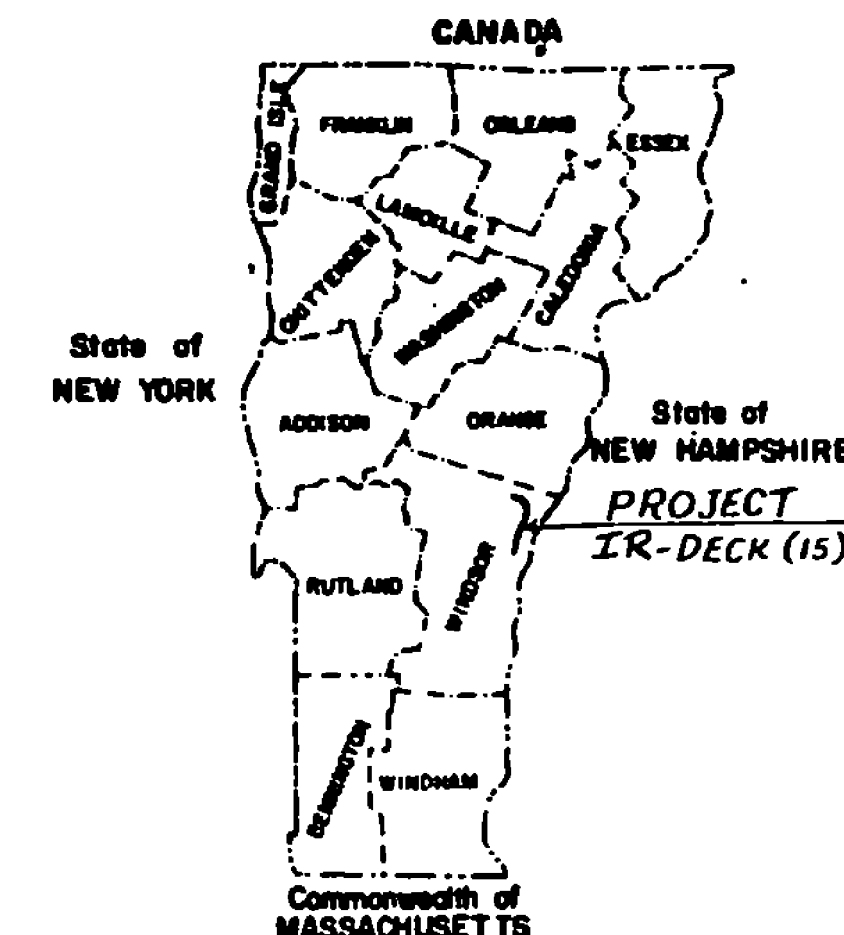 CANADA
GRAND ISLE
FRANKLIN
ORLEANS
ESSEX
LAMOILLE
CHITTENDEN
WASHINGTON
CALEDONIA
State of
NEW YORK
ADDISON
ORANGE
State of
NEW HAMPSHIRE
PROJECT
IR-DECK (15)
RUTLAND
WINDSOR
BENNINGTON
WINDHAM
Commonwealth of
MASSACHUSETTS